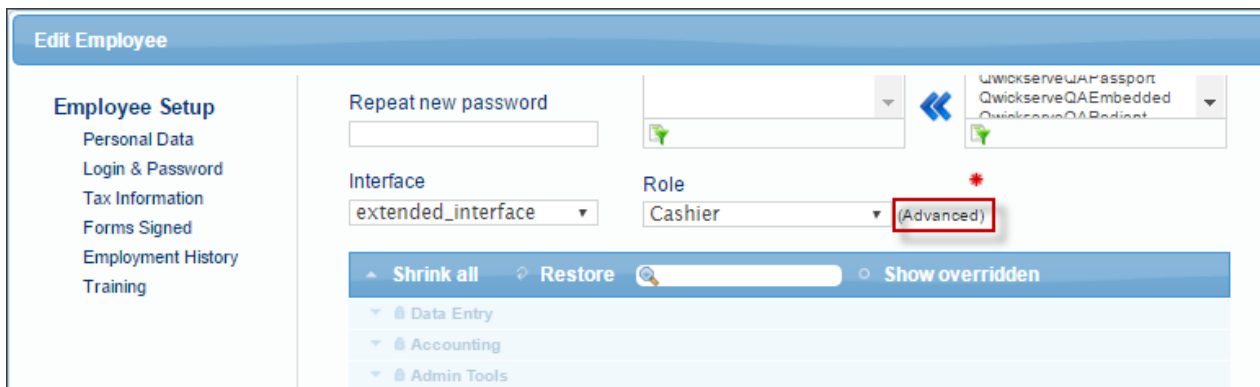 Edit Employee
Employee Setup
Personal Data
Login & Password
Tax Information
Forms Signed
Employment History
Training
Repeat new password
QwickserveQAPassport
QwickserveQAEmbedded
QwickserveQARadiant
Interface
Role
*
extended_interface
Cashier
(Advanced)
Shrink all
Restore
Show overridden
Data Entry
Accounting
Admin Tools